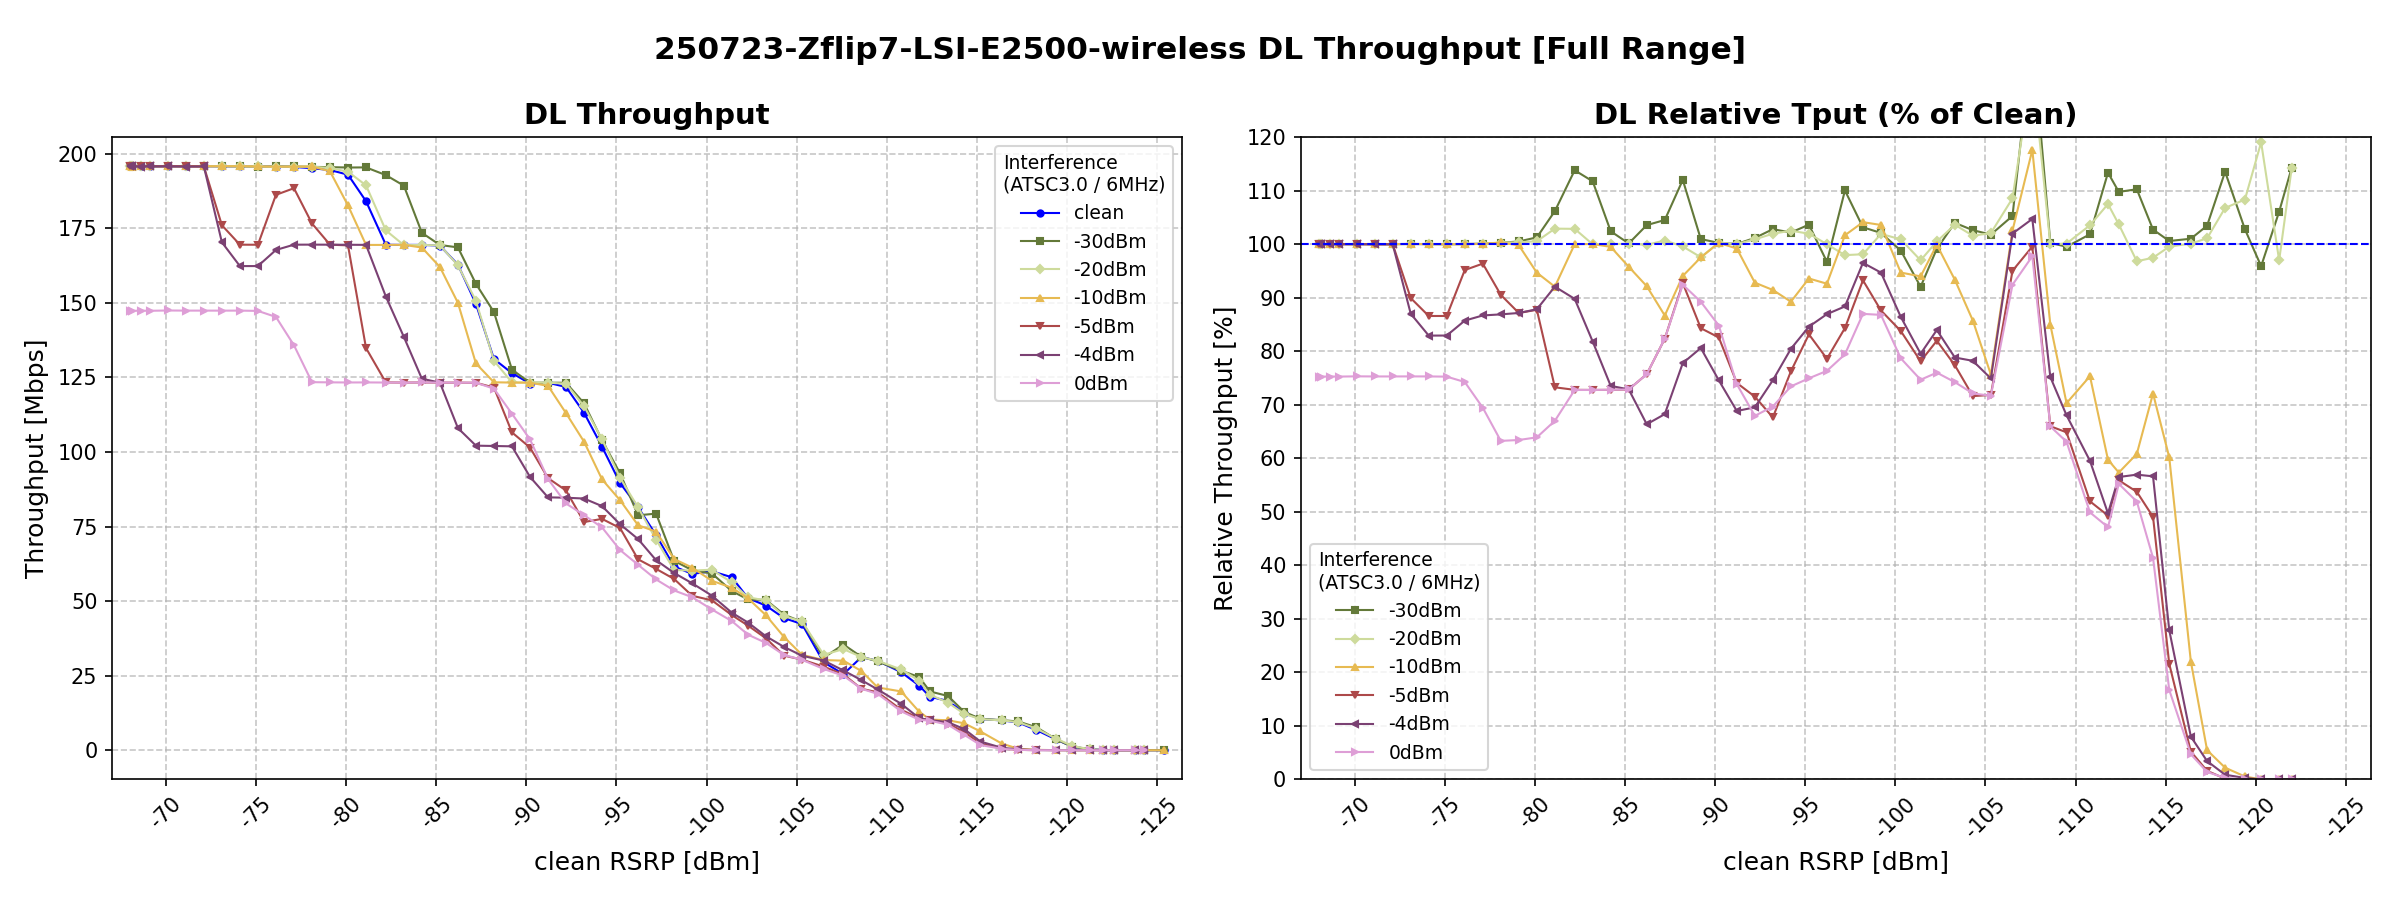 250723-Zflip7-LSI-E2500-wireless DL Throughput [Full Range]
DL Throughput
Throughput [Mbps]
200
175
150
125
100
75
50
25
0
-70
-75
-80
-85
-90
-95
-100
-105
-110
-115
-120
-125
clean RSRP [dBm]
Interference
(ATSC3.0 / 6MHz)
clean
-30dBm
-20dBm
-10dBm
-5dBm
-4dBm
0dBm
DL Relative Tput (% of Clean)
Relative Throughput [%]
120
110
100
90
80
70
60
50
40
30
20
10
0
-70
-75
-80
-85
-90
-95
-100
-105
-110
-115
-120
-125
clean RSRP [dBm]
Interference
(ATSC3.0 / 6MHz)
-30dBm
-20dBm
-10dBm
-5dBm
-4dBm
0dBm